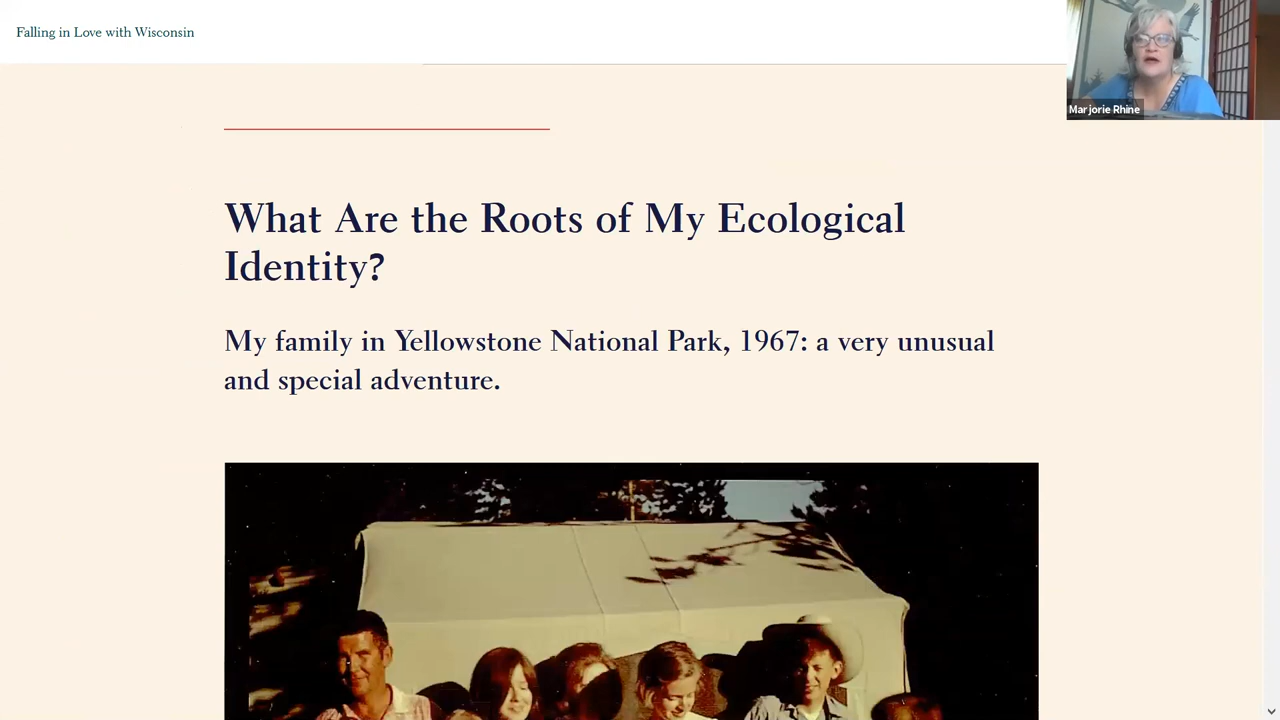 Falling in Love with Wisconsin
Marjorie Rhine
What Are the Roots of My Ecological
Identity?
My family in Yellowstone National Park, 1967: a very unusual
and special adventure.